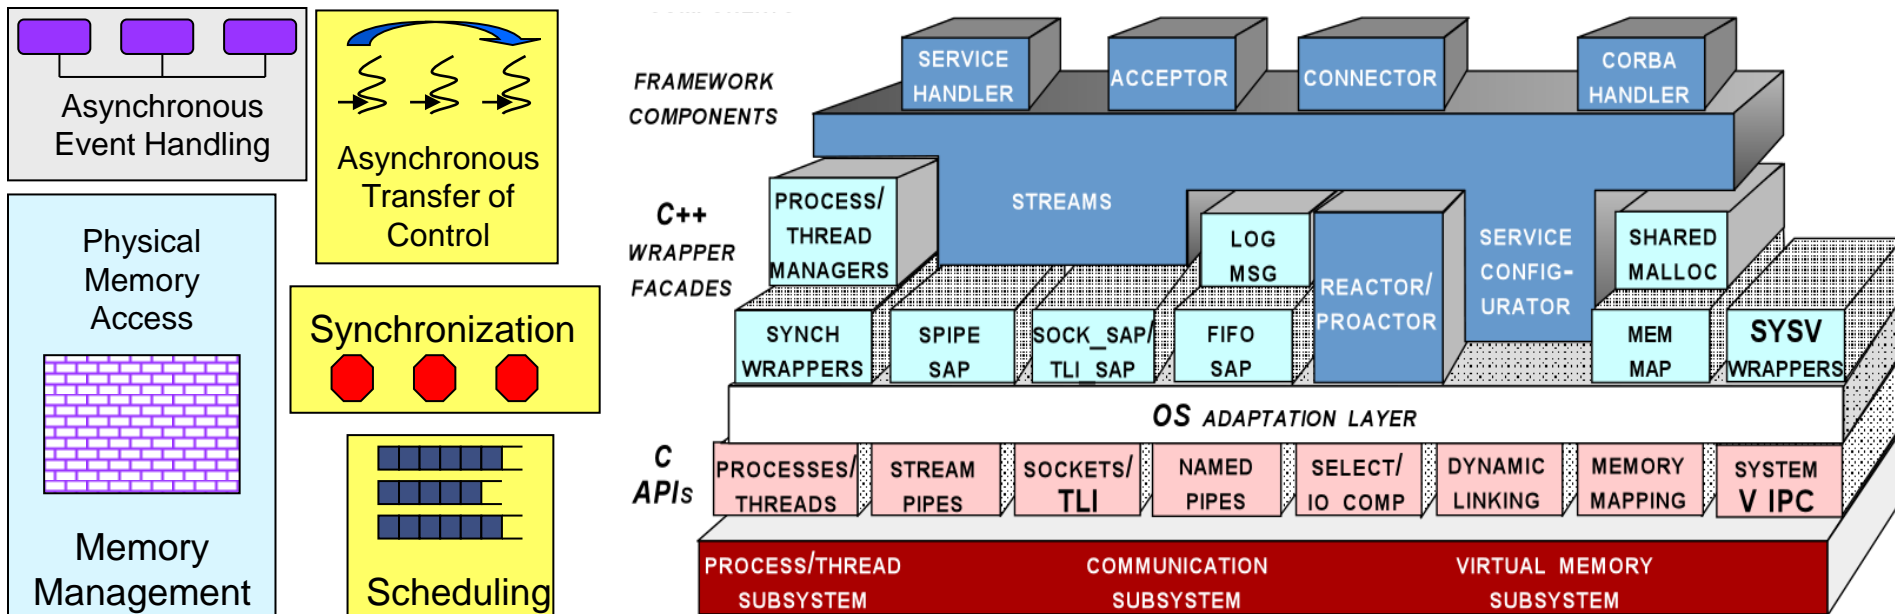 Asynchronous
Event Handling
Asynchronous
Transfer of
Control
Physical
Memory
Access
Memory
Management
Synchronization
Scheduling
FRAMEWORK
COMPONENTS
SERVICE
HANDLER
ACCEPTOR
CONNECTOR
CORBA
HANDLER
C++
WRAPPER
FACADES
PROCESS/
THREAD
MANAGERS
STREAMS
LOG
MSG
REACTOR/
PROACTOR
SERVICE
CONFIG-
URATOR
SHARED
MALLOC
SYNCH
WRAPPERS
SPIPE
SAP
SOCK_SAP/
TLI_SAP
FIFO
SAP
MEM
MAP
SYSV
WRAPPERS
OS ADAPTATION LAYER
C
APIS
PROCESSES/
THREADS
STREAM
PIPES
SOCKETS/
TLI
NAMED
PIPES
SELECT/
IO COMP
DYNAMIC
LINKING
MEMORY
MAPPING
SYSTEM
V IPC
PROCESS/THREAD
SUBSYSTEM
COMMUNICATION
SUBSYSTEM
VIRTUAL MEMORY
SUBSYSTEM